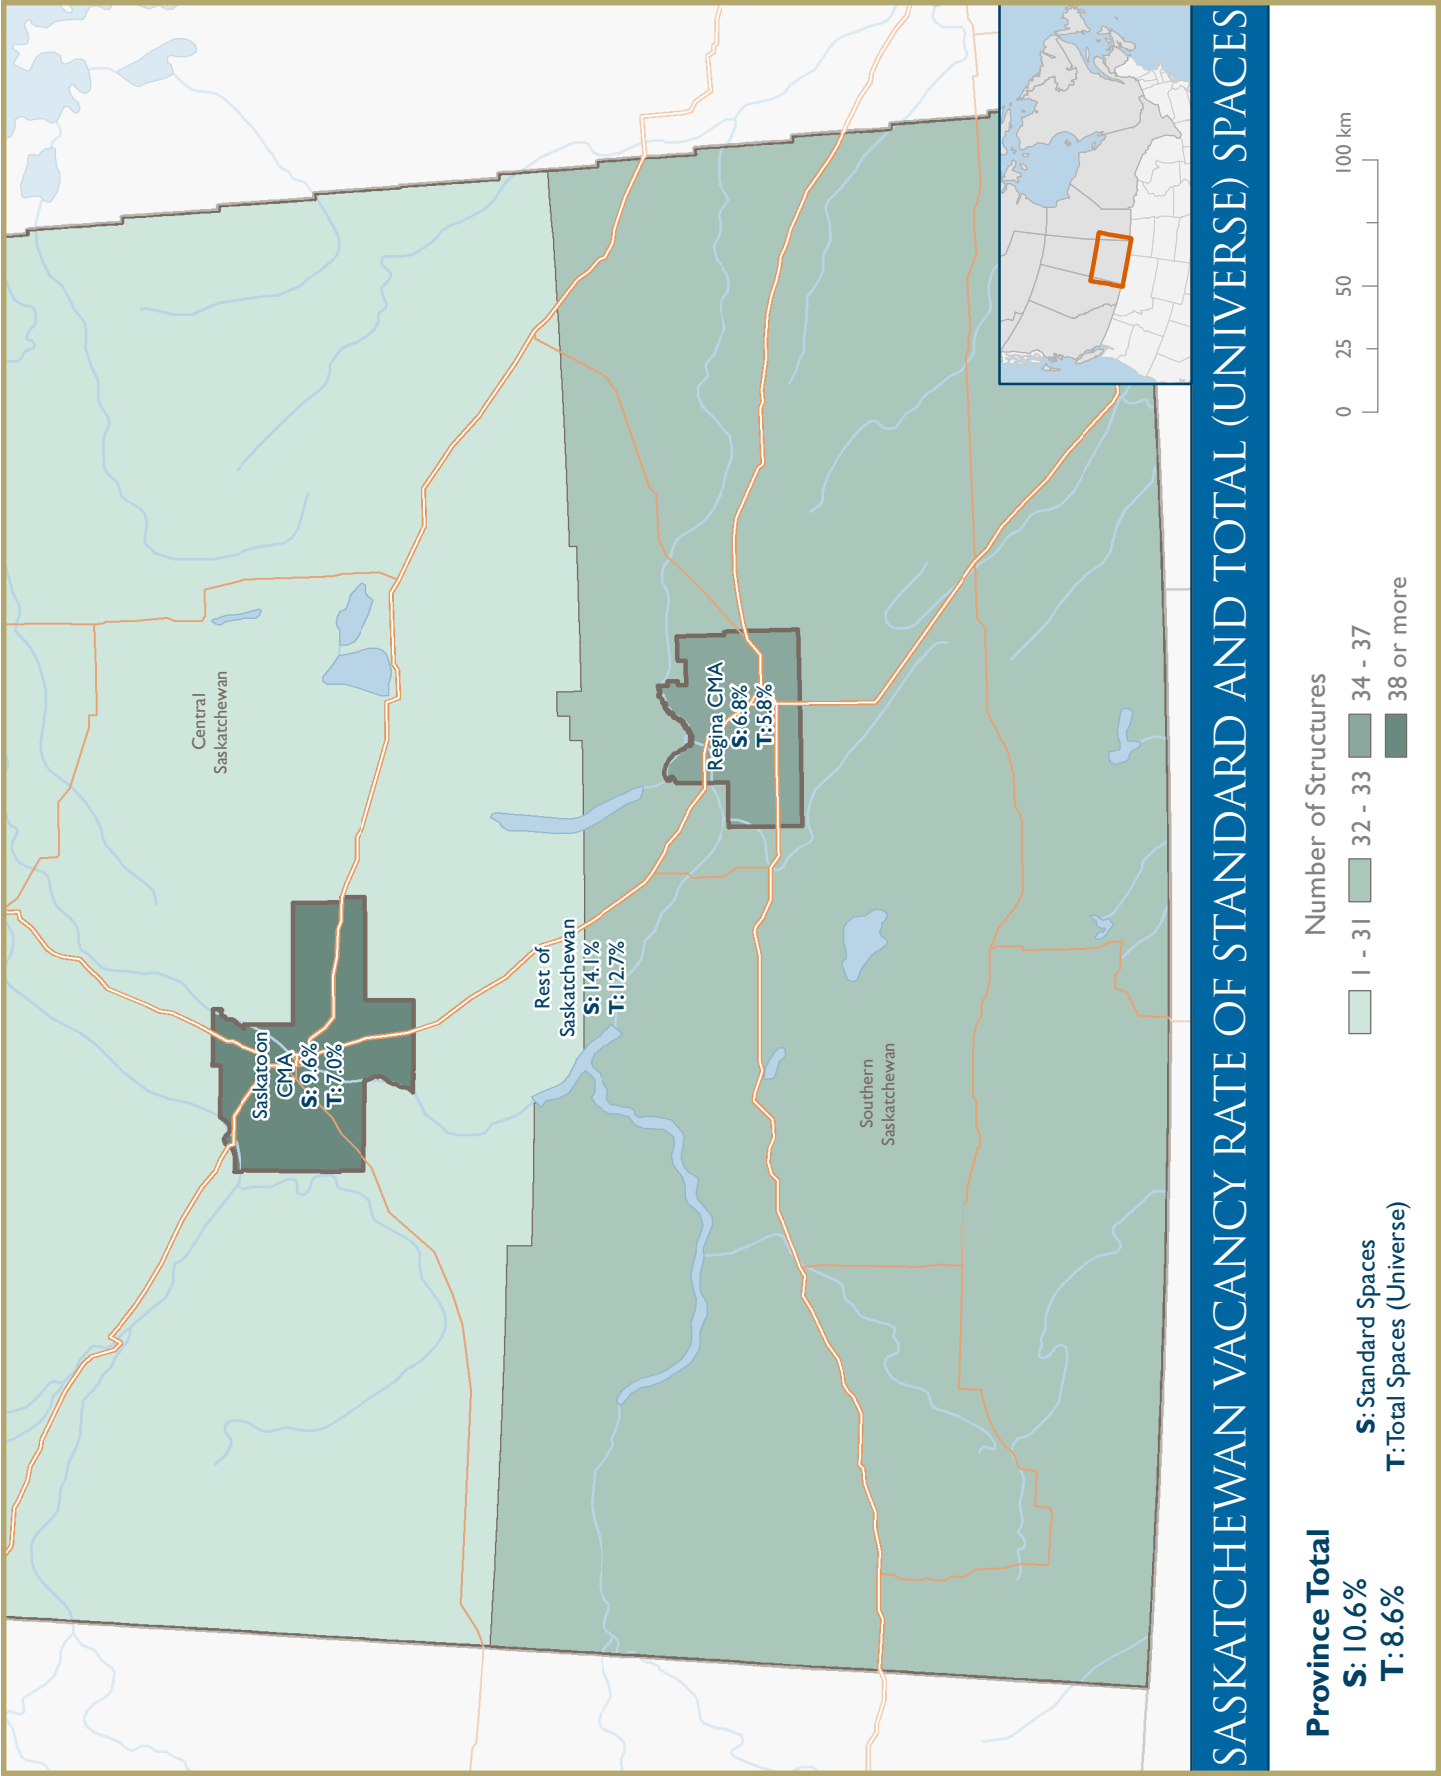 Central
Saskatchewan
Saskatoon
CMA
S: 9.6%
T: 7.0%
Rest of
Saskatchewan
S: 14.1%
T: 12.7%
Regina CMA
S: 6.8%
T: 5.8%
Southern
Saskatchewan
SASKATCHEWAN VACANCY RATE OF STANDARD AND TOTAL (UNIVERSE) SPACES
Province Total
S: 10.6%
T: 8.6%
S: Standard Spaces
T: Total Spaces (Universe)
Number of Structures
1 - 31
32 - 33
34 - 37
38 or more
0 25 50 100 km